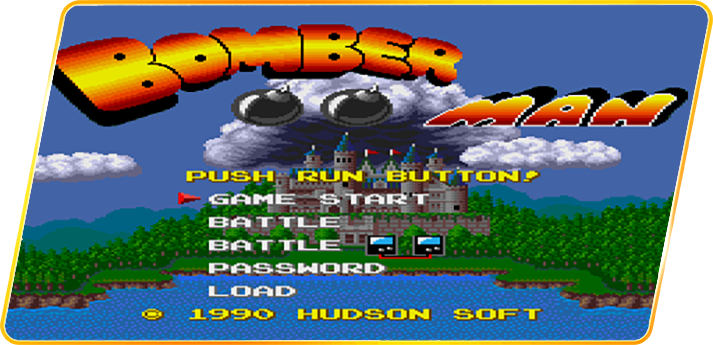 BOMBER
MAN
PUSH RUN BUTTON!
GAME START
BATTLE
BATTLE
PASSWORD
LOAD
© 1990 HUDSON SOFT